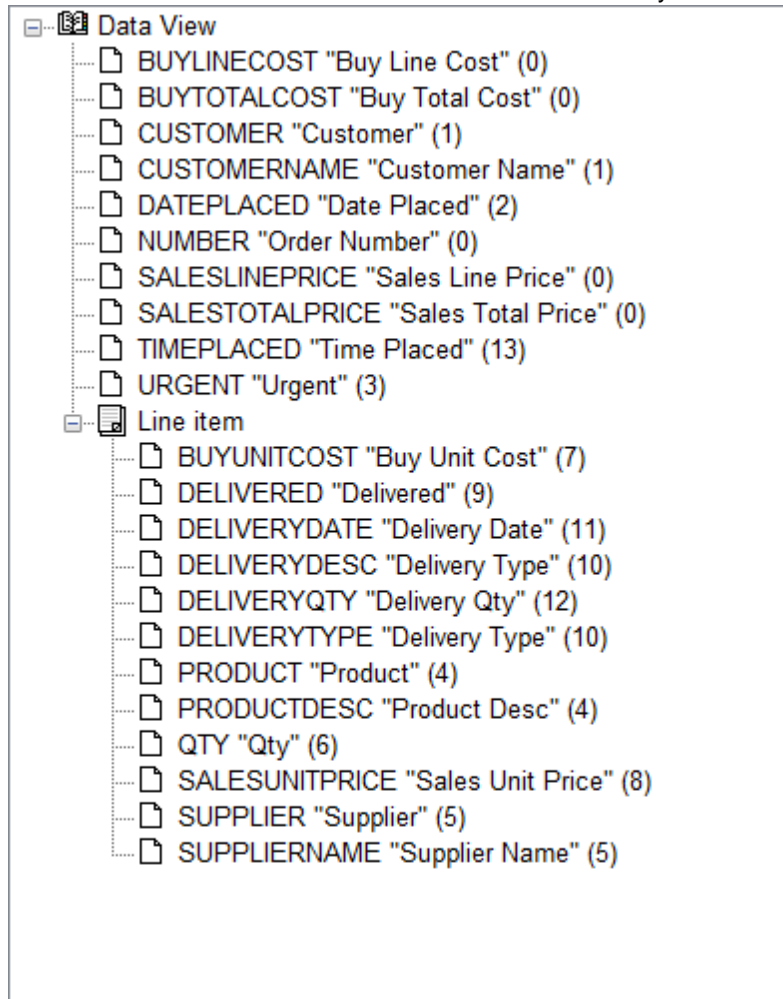 Data View
BUYLINECOST "Buy Line Cost" (0)
BUYTOTALCOST "Buy Total Cost" (0)
CUSTOMER "Customer" (1)
CUSTOMERNAME "Customer Name" (1)
DATEPLACED "Date Placed" (2)
NUMBER "Order Number" (0)
SALESLINEPRICE "Sales Line Price" (0)
SALESTOTALPRICE "Sales Total Price" (0)
TIMEPLACED "Time Placed" (13)
URGENT "Urgent" (3)
Line item
BUYUNITCOST "Buy Unit Cost" (7)
DELIVERED "Delivered" (9)
DELIVERYDATE "Delivery Date" (11)
DELIVERYDESC "Delivery Type" (10)
DELIVERYQTY "Delivery Qty" (12)
DELIVERYTYPE "Delivery Type" (10)
PRODUCT "Product" (4)
PRODUCTDESC "Product Desc" (4)
QTY "Qty" (6)
SALESUNITPRICE "Sales Unit Price" (8)
SUPPLIER "Supplier" (5)
SUPPLIERNAME "Supplier Name" (5)